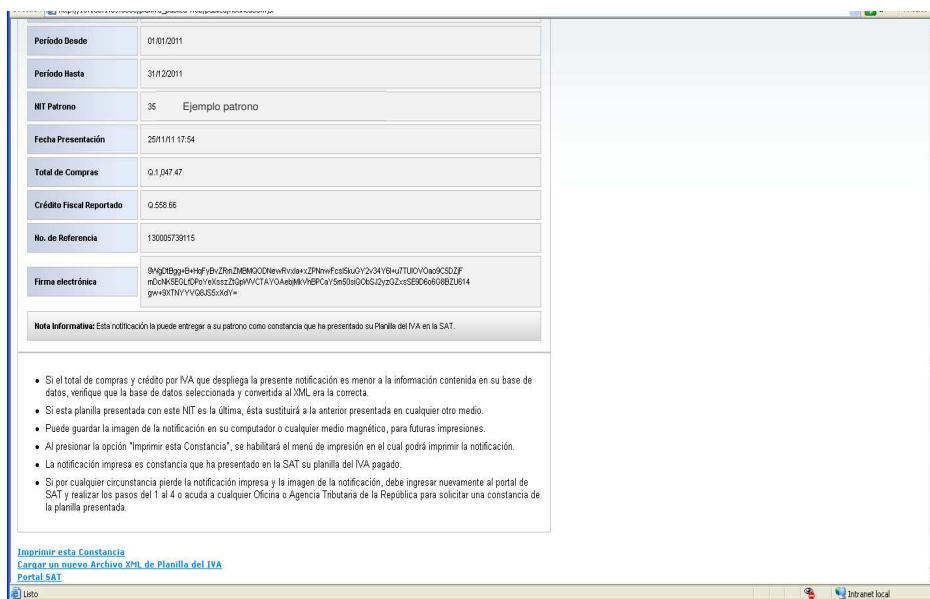 Período Desde 01/01/2011
Período Hasta 31/12/2011
NIT Patrono 35 Ejemplo patrono
Fecha Presentación 25/11/11 17:54
Total de Compras Q.1,047.47
Crédito Fiscal Reportado Q.558.66
No. de Referencia 130005739115
Firma electrónica
Nota Informativa: Esta notificación la puede entregar a su patrono como constancia que ha presentado su Planilla del IVA en la SAT.
• Si el total de compras y crédito por IVA que despliega la presente notificación es menor a la información contenida en su base de
datos, verifique que la base de datos seleccionada y convertida al XML era la correcta.
• Si esta planilla presentada con este NIT es la última, ésta sustituirá a la anterior presentada en cualquier otro medio.
• Puede guardar la imagen de la notificación en su computador o cualquier medio magnético, para futuras impresiones.
• Al presionar la opción "Imprimir esta Constancia", se habilitará el menú de impresión en el cual podrá imprimir la notificación.
• La notificación impresa es constancia que ha presentado en la SAT su planilla del IVA pagado.
• Si por cualquier circunstancia pierde la notificación impresa y la imagen de la notificación, debe ingresar nuevamente al portal de
SAT y realizar los pasos del 1 al 4 o acuda a cualquier Oficina o Agencia Tributaria de la República para solicitar una constancia de
la planilla presentada.
Imprimir esta Constancia
Cargar un nuevo Archivo XML de Planilla del IVA
Portal SAT
Listo
Intranet local